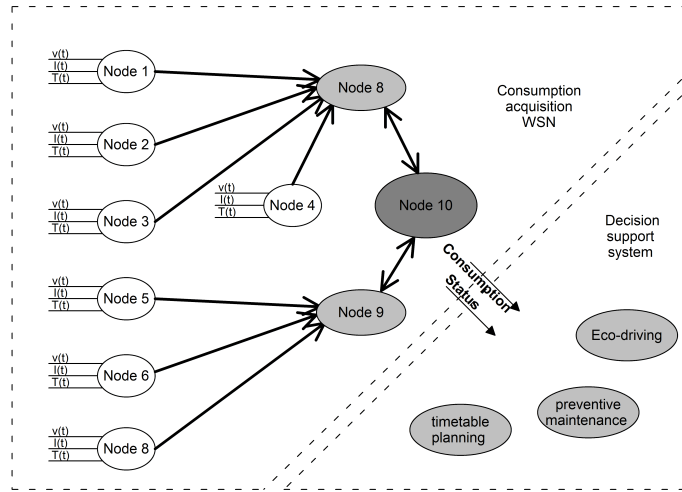 v(t)
I(t)
T(t)
Node 1
v(t)
I(t)
T(t)
Node 2
v(t)
I(t)
T(t)
Node 3
v(t)
I(t)
T(t)
Node 4
v(t)
I(t)
T(t)
Node 5
v(t)
I(t)
T(t)
Node 6
v(t)
I(t)
T(t)
Node 8
Node 8
Node 10
Node 9
Consumption
acquisition
WSN
Consumption
Status
Decision
support
system
Eco-driving
preventive
maintenance
timetable
planning